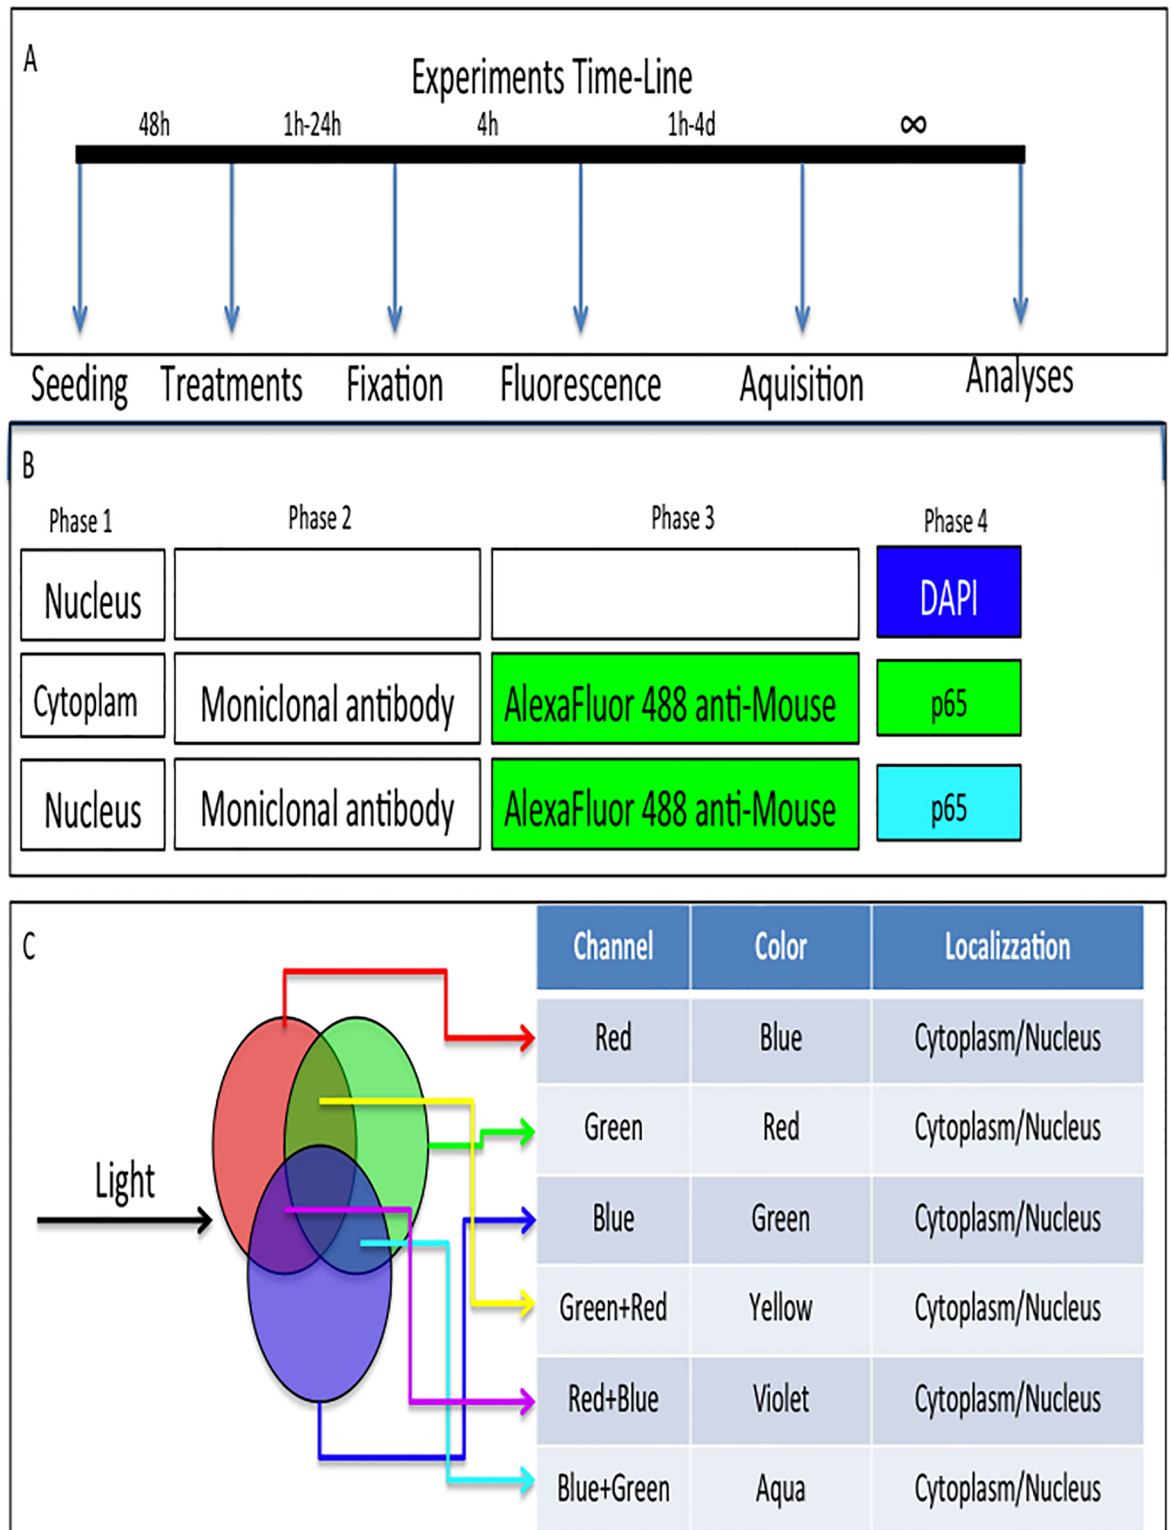 A
Experiments Time-Line
48h 1h-24h 4h 1h-4d ∞
Seeding Treatments Fixation Fluorescence Aquisition Analyses
B
Phase 1 Phase 2 Phase 3 Phase 4
Nucleus DAPI
Cytoplam Moniclonal antibody AlexaFluor 488 anti-Mouse p65
Nucleus Moniclonal antibody AlexaFluor 488 anti-Mouse p65
C
Channel Color Localizzation
Red Blue Cytoplasm/Nucleus
Green Red Cytoplasm/Nucleus
Light
Blue Green Cytoplasm/Nucleus
Green+Red Yellow Cytoplasm/Nucleus
Red+Blue Violet Cytoplasm/Nucleus
Blue+Green Aqua Cytoplasm/Nucleus